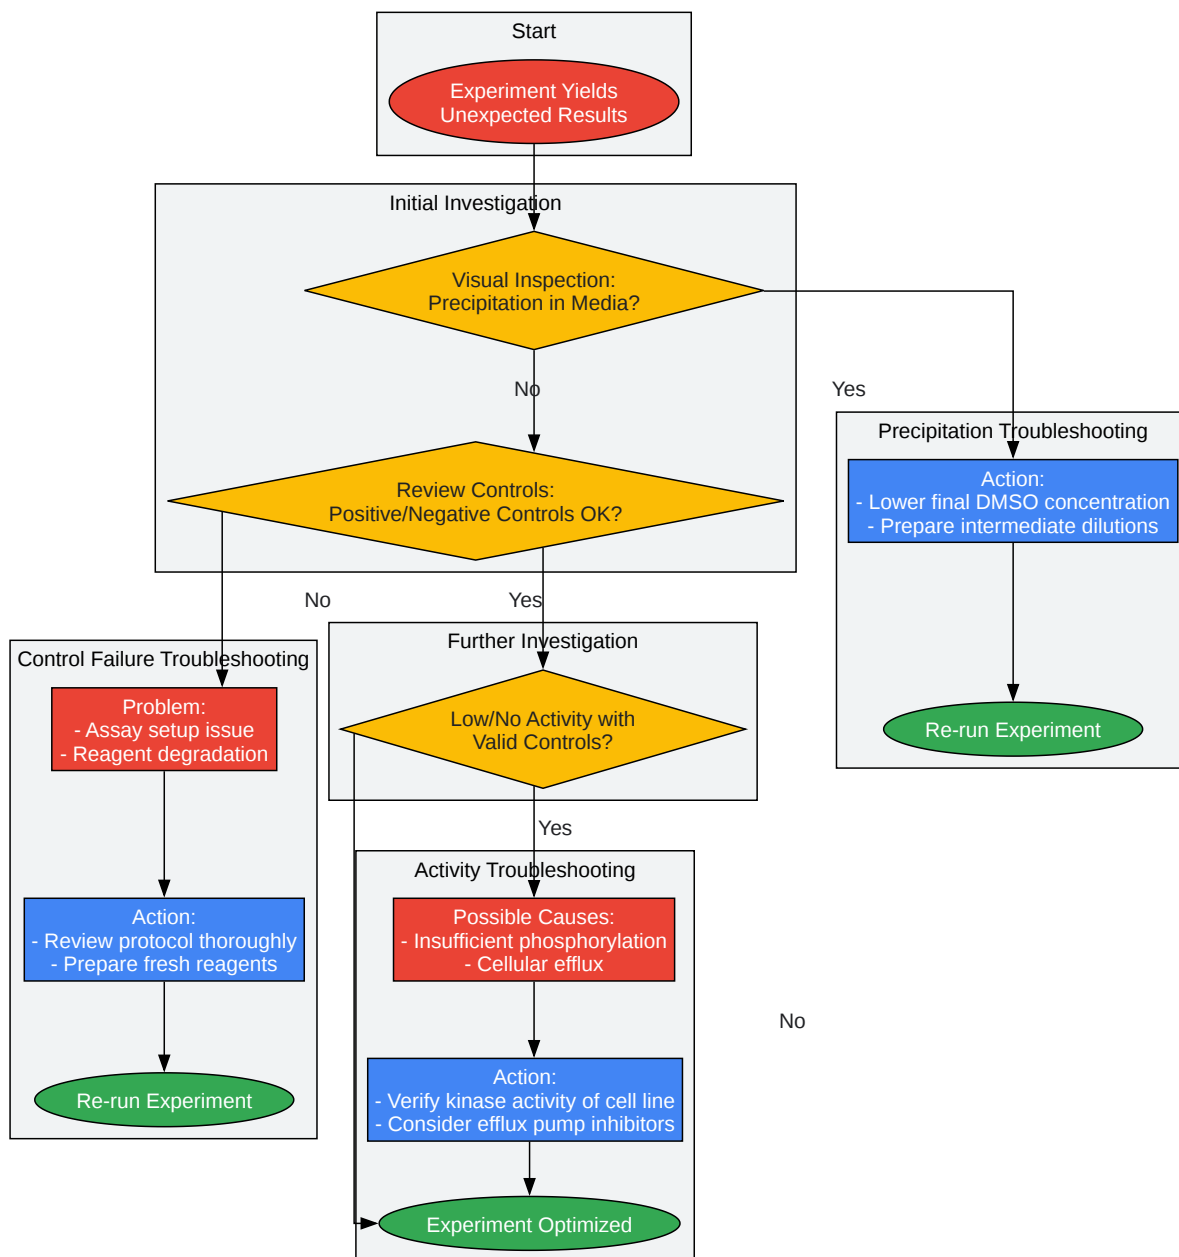 Start
Experiment Yields
Unexpected Results
Initial Investigation
Visual Inspection:
Precipitation in Media?
No
Yes
Precipitation Troubleshooting
Action:
- Lower final DMSO concentration
- Prepare intermediate dilutions
Review Controls:
Positive/Negative Controls OK?
No
Yes
Control Failure Troubleshooting
Problem:
- Assay setup issue
- Reagent degradation
Further Investigation
Low/No Activity with
Valid Controls?
Re-run Experiment
Yes
Activity Troubleshooting
Possible Causes:
- Insufficient phosphorylation
- Cellular efflux
Action:
- Review protocol thoroughly
- Prepare fresh reagents
No
Action:
- Verify kinase activity of cell line
- Consider efflux pump inhibitors
Re-run Experiment
Experiment Optimized